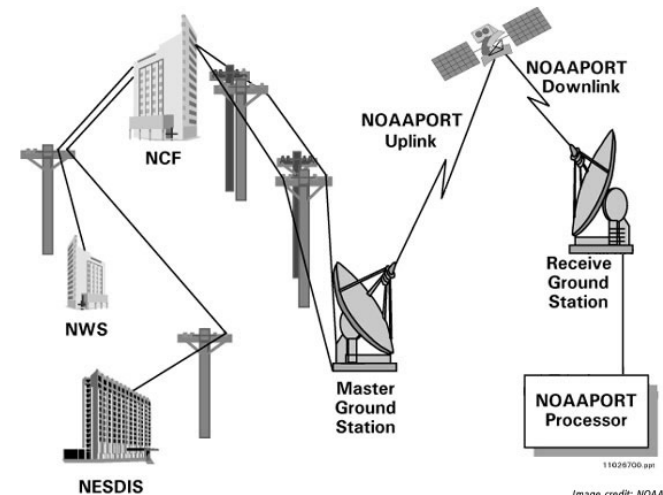 NCF
NOAAPORT
Downlink
NOAAPORT
Uplink
NWS
Receive
Ground
Station
Master
Ground
Station
NOAAPORT
Processor
NESDIS
11026700.ppt
Image credit: NOAA